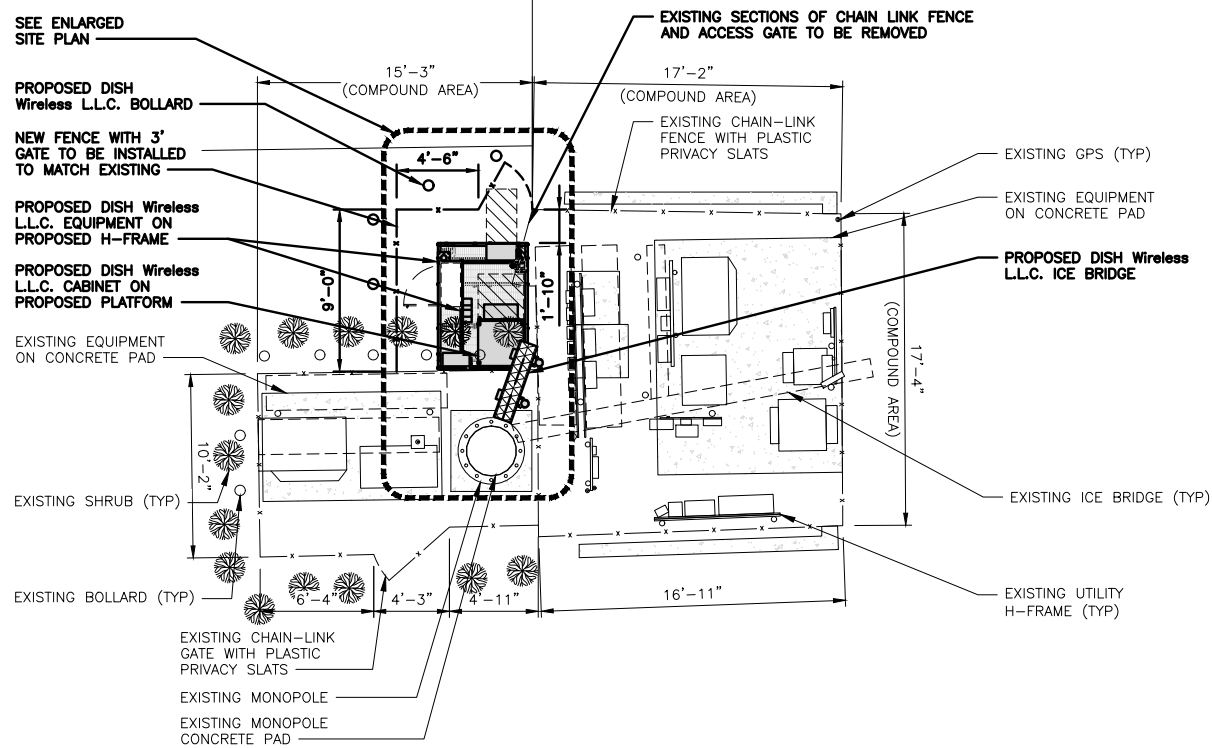 SEE ENLARGED
SITE PLAN
EXISTING SECTIONS OF CHAIN LINK FENCE
AND ACCESS GATE TO BE REMOVED
15'-3"
(COMPOUND AREA)
17'-2"
(COMPOUND AREA)
PROPOSED DISH
Wireless L.L.C. BOLLARD
NEW FENCE WITH 3'
GATE TO BE INSTALLED
TO MATCH EXISTING
4'-6"
EXISTING CHAIN-LINK
FENCE WITH PLASTIC
PRIVACY SLATS
EXISTING GPS (TYP)
EXISTING EQUIPMENT
ON CONCRETE PAD
PROPOSED DISH Wireless
L.L.C. EQUIPMENT ON
PROPOSED H-FRAME
PROPOSED DISH Wireless
L.L.C. CABINET ON
PROPOSED PLATFORM
9'-0"
1'-10"
PROPOSED DISH Wireless
L.L.C. ICE BRIDGE
17'-4"
(COMPOUND AREA)
EXISTING EQUIPMENT
ON CONCRETE PAD
10'-2"
EXISTING SHRUB (TYP)
EXISTING ICE BRIDGE (TYP)
EXISTING BOLLARD (TYP)
6'-4"
4'-3"
4'-11"
16'-11"
EXISTING UTILITY
H-FRAME (TYP)
EXISTING CHAIN-LINK
GATE WITH PLASTIC
PRIVACY SLATS
EXISTING MONOPOLE
EXISTING MONOPOLE
CONCRETE PAD